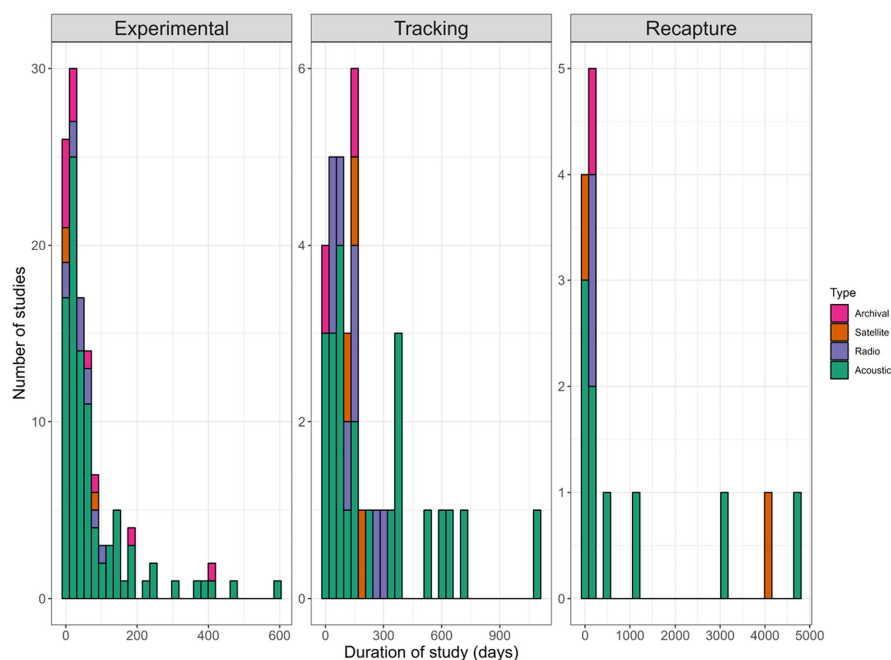 Experimental
Tracking
Recapture
Number of studies
30
20
10
0
6
4
2
0
5
4
3
2
1
0
0 200 400 600
0 300 600 900
0 1000 2000 3000 4000 5000
Duration of study (days)
Type
Archival
Satellite
Radio
Acoustic